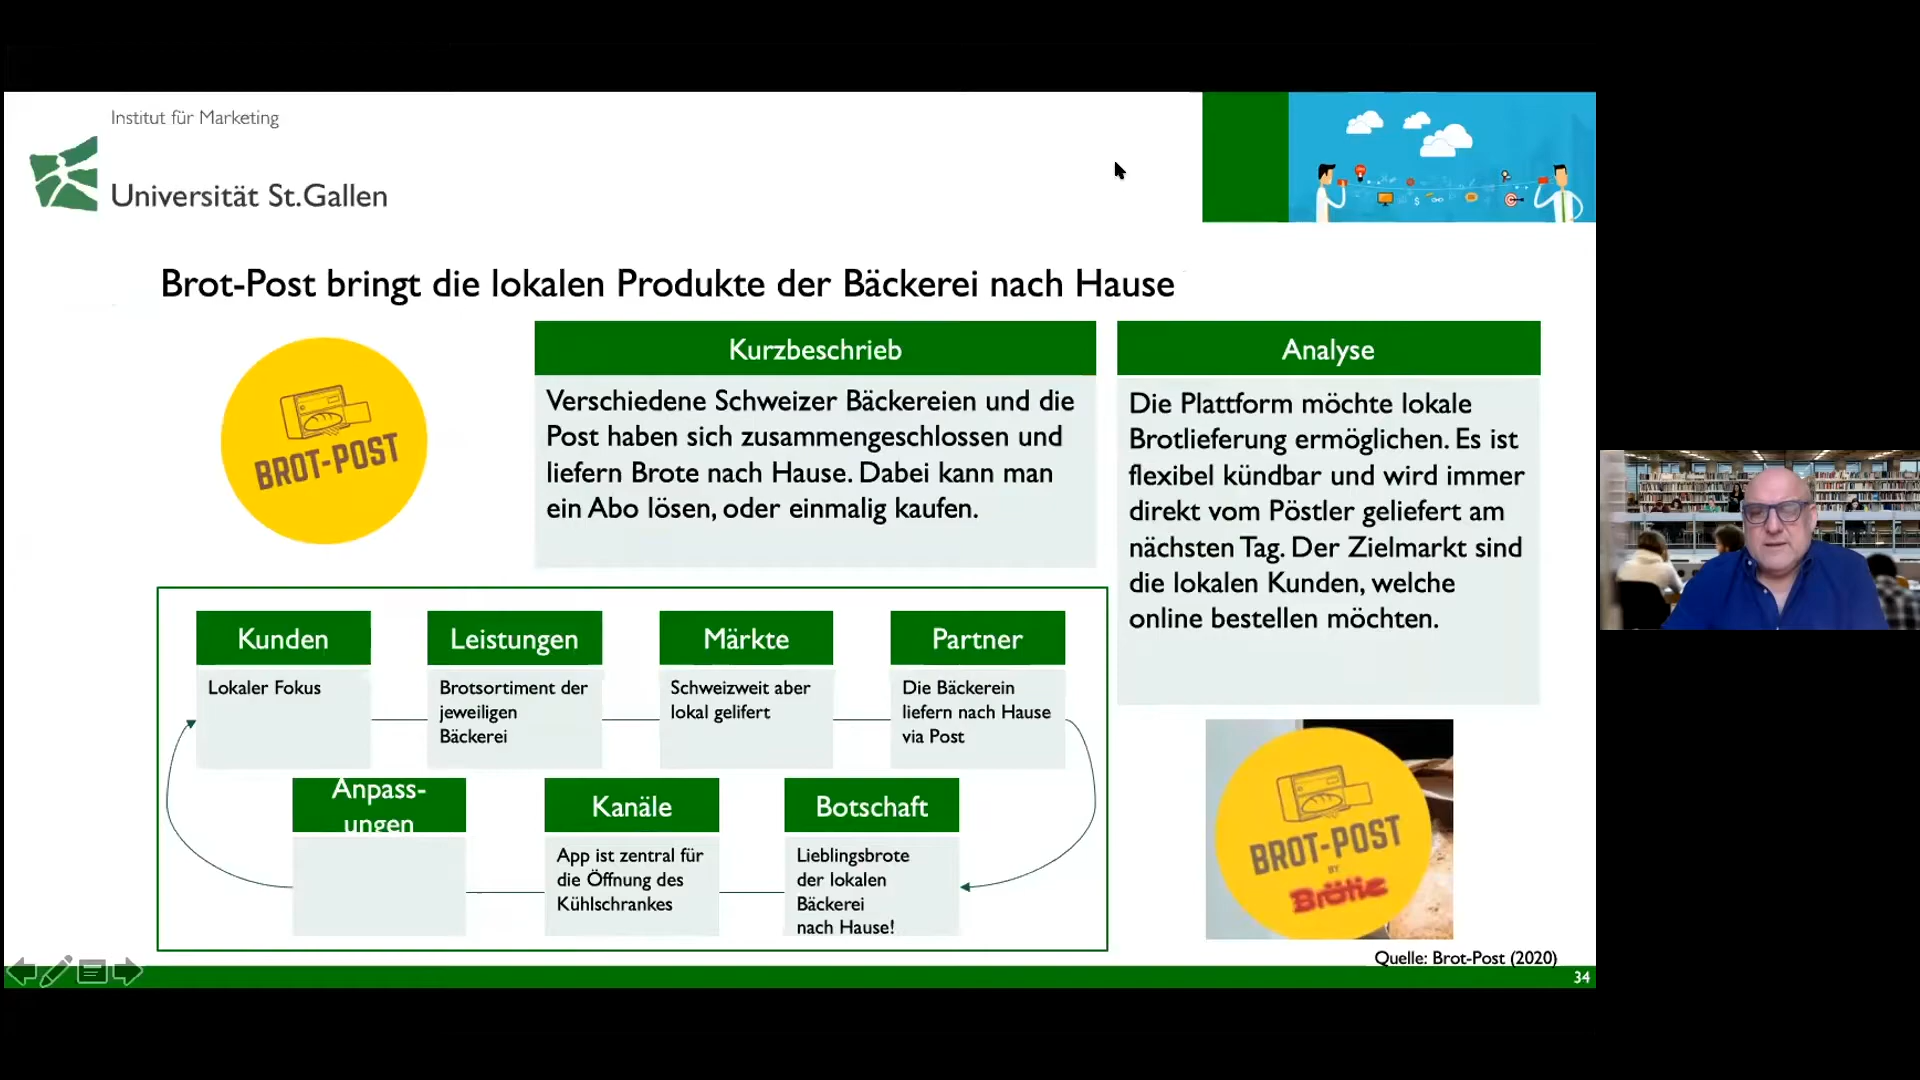 Institut für Marketing
Universität St.Gallen
Brot-Post bringt die lokalen Produkte der Bäckerei nach Hause
BROT-POST
Kurzbeschrieb
Verschiedene Schweizer Bäckereien und die
Post haben sich zusammengeschlossen und
liefern Brote nach Hause. Dabei kann man
ein Abo lösen, oder einmalig kaufen.
Analyse
Die Plattform möchte lokale
Brotlieferung ermöglichen. Es ist
flexibel kündbar und wird immer
direkt vom Pöstler geliefert am
nächsten Tag. Der Zielmarkt sind
die lokalen Kunden, welche
online bestellen möchten.
Kunden
Lokaler Fokus
Leistungen
Brotsortiment der
jeweiligen
Bäckerei
Märkte
Schweizweit aber
lokal gelifert
Partner
Die Bäckerein
liefern nach Hause
via Post
Anpass-
ungen
Kanäle
App ist zentral für
die Öffnung des
Kühlschrankes
Botschaft
Lieblingsbrote
der lokalen
Bäckerei
nach Hause!
BROT-POST
BY
Brötie
Quelle: Brot-Post (2020)
34